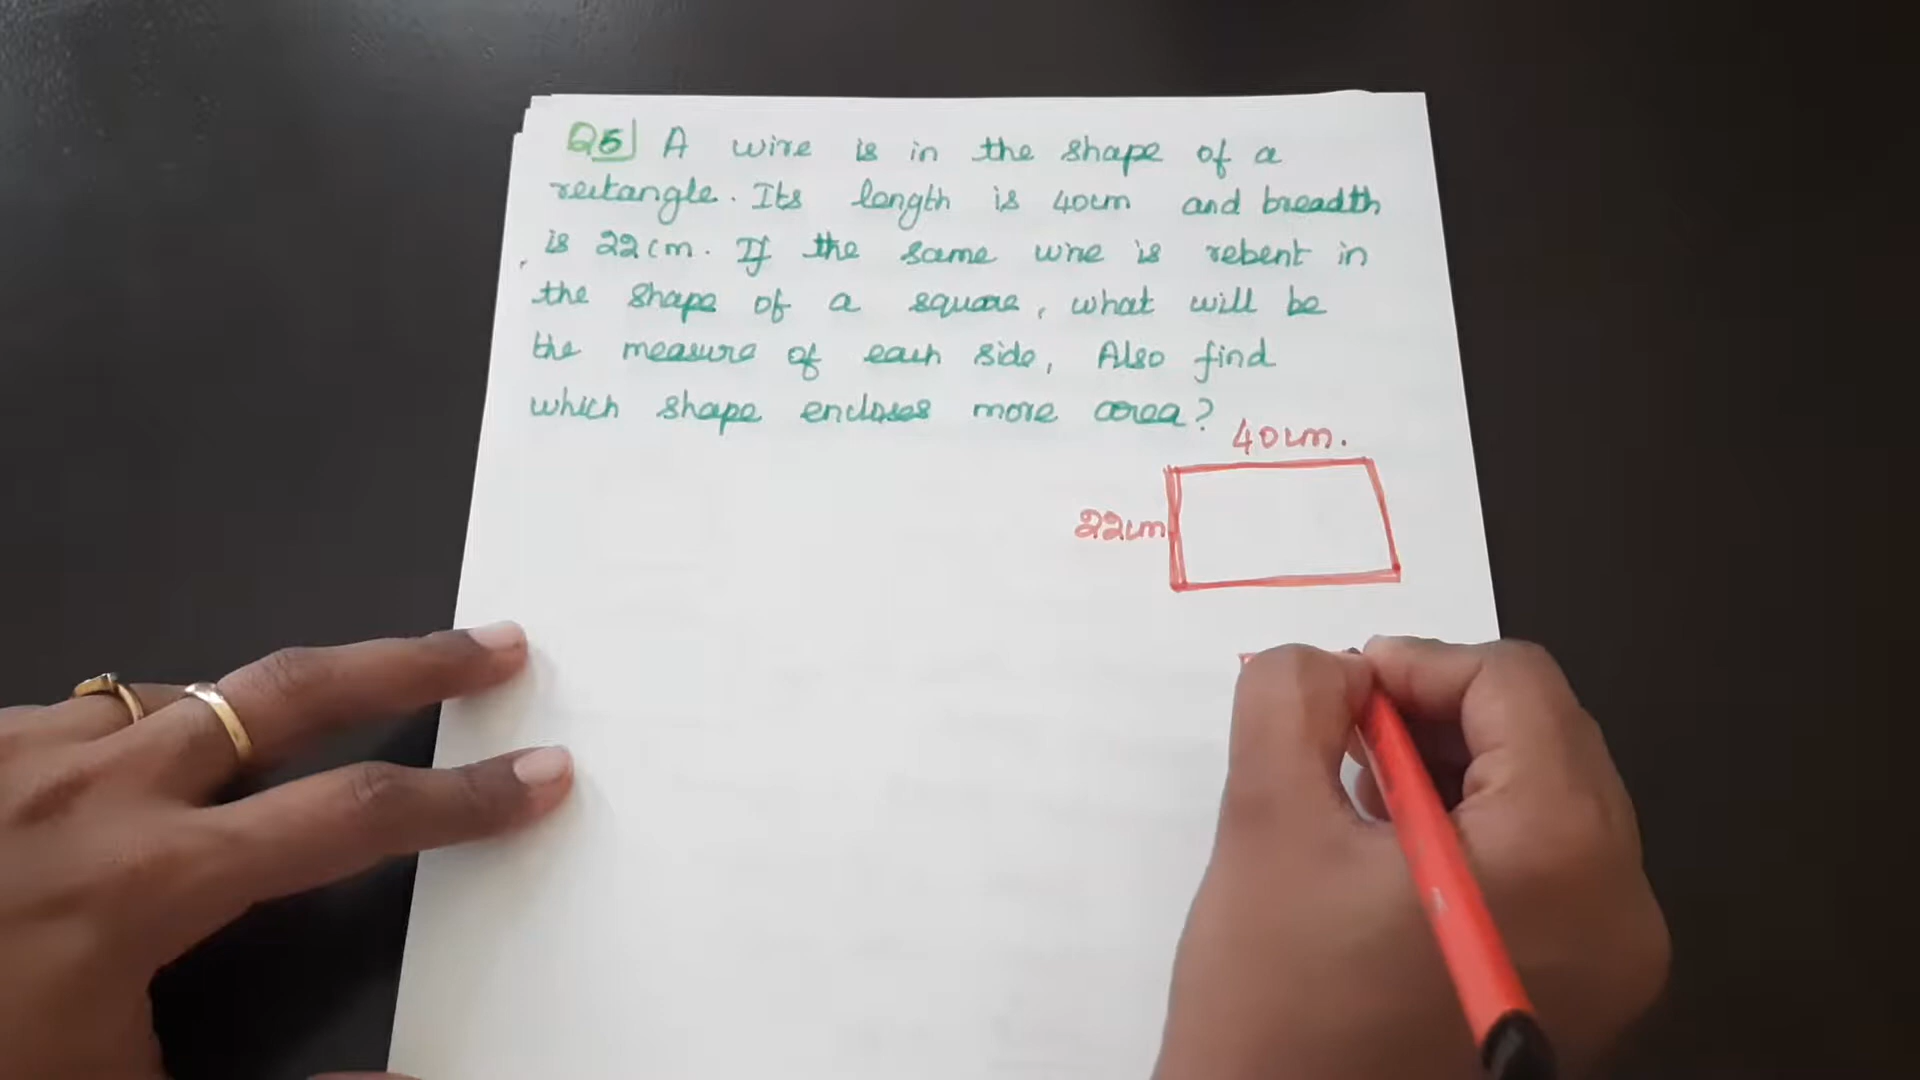 Q5 A wire is in the shape of a
rectangle. Its length is 40cm and breadth
is 22cm. If the same wire is rebent in
the shape of a square, what will be
the measure of each side, Also find
which shape encloses more area?
40cm.
22cm